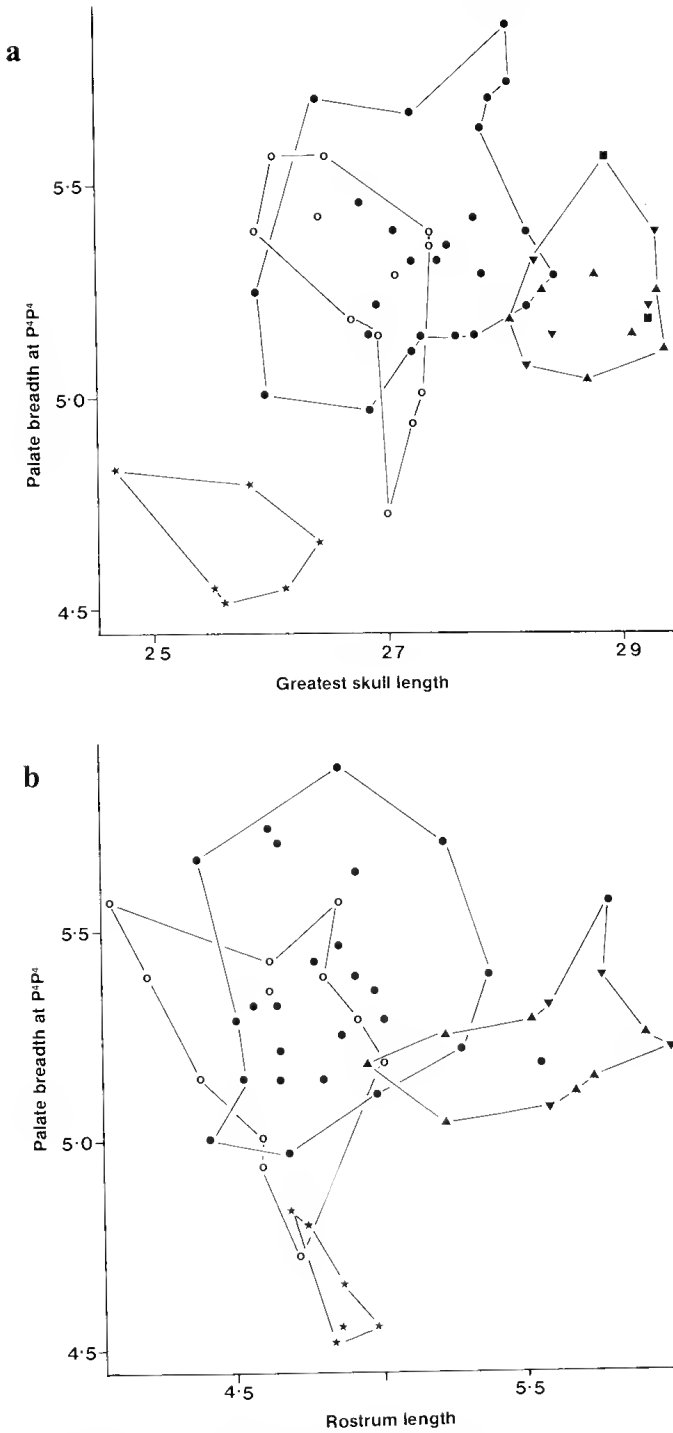 a
Palate breadth at P⁴P⁴
5·5
5·0
4·5
25 27 29
Greatest skull length
b
Palate breadth at P⁴P⁴
5·5
5·0
4·5
4·5 5·5
Rostrum length